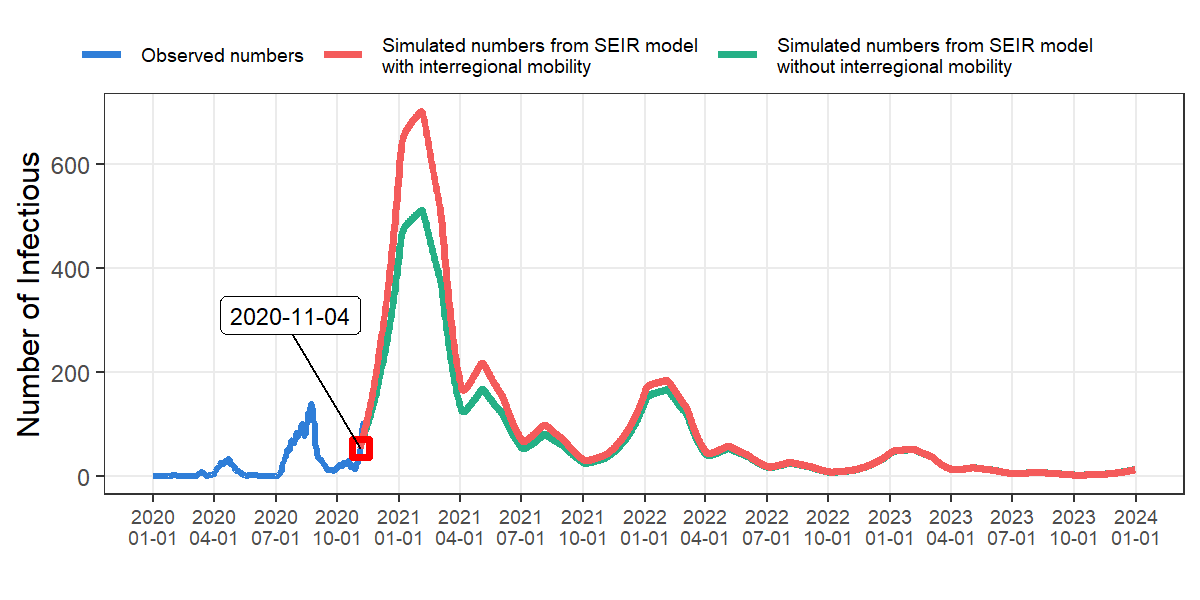 Observed numbers
Simulated numbers from SEIR model
with interregional mobility
Simulated numbers from SEIR model
without interregional mobility
Number of Infectious
600
400
200
0
2020-11-04
2020 2020 2020 2020 2021 2021 2021 2021 2022 2022 2022 2022 2023 2023 2023 2023 2024
01-01 04-01 07-01 10-01 01-01 04-01 07-01 10-01 01-01 04-01 07-01 10-01 01-01 04-01 07-01 10-01 01-01